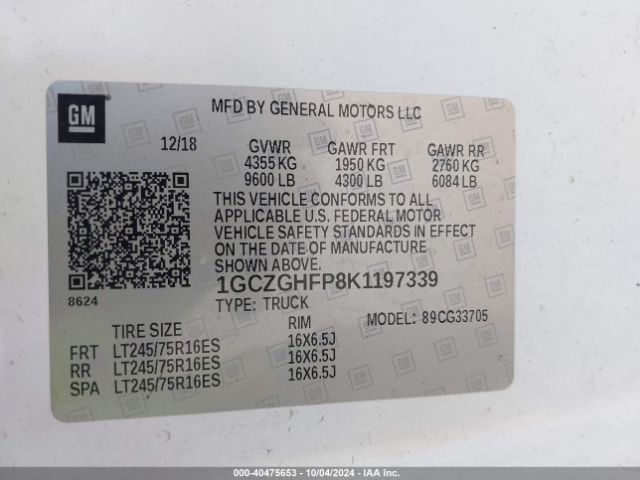 GM
MFD BY GENERAL MOTORS LLC
12/18 GVWR GAWR FRT GAWR RR
4355 KG 1950 KG 2760 KG
9600 LB 4300 LB 6084 LB
THIS VEHICLE CONFORMS TO ALL
APPLICABLE U.S. FEDERAL MOTOR
VEHICLE SAFETY STANDARDS IN EFFECT
ON THE DATE OF MANUFACTURE
SHOWN ABOVE.
8624
1GCZGHFP8K1197339
TYPE: TRUCK
MODEL: 89CG33705
TIRE SIZE RIM
FRT LT245/75R16ES 16X6.5J
RR LT245/75R16ES 16X6.5J
SPA LT245/75R16ES 16X6.5J
000-40475653 - 10/04/2024 - IAA Inc.